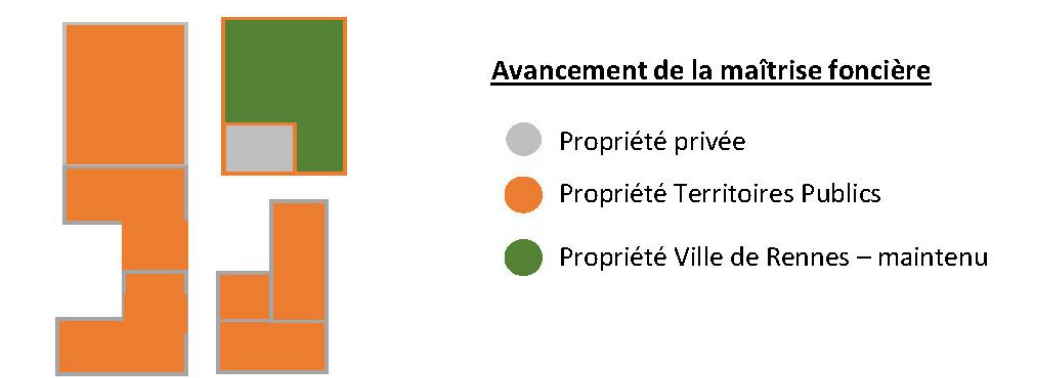 Avancement de la maîtrise foncière
Propriété privée
Propriété Territoires Publics
Propriété Ville de Rennes – maintenu